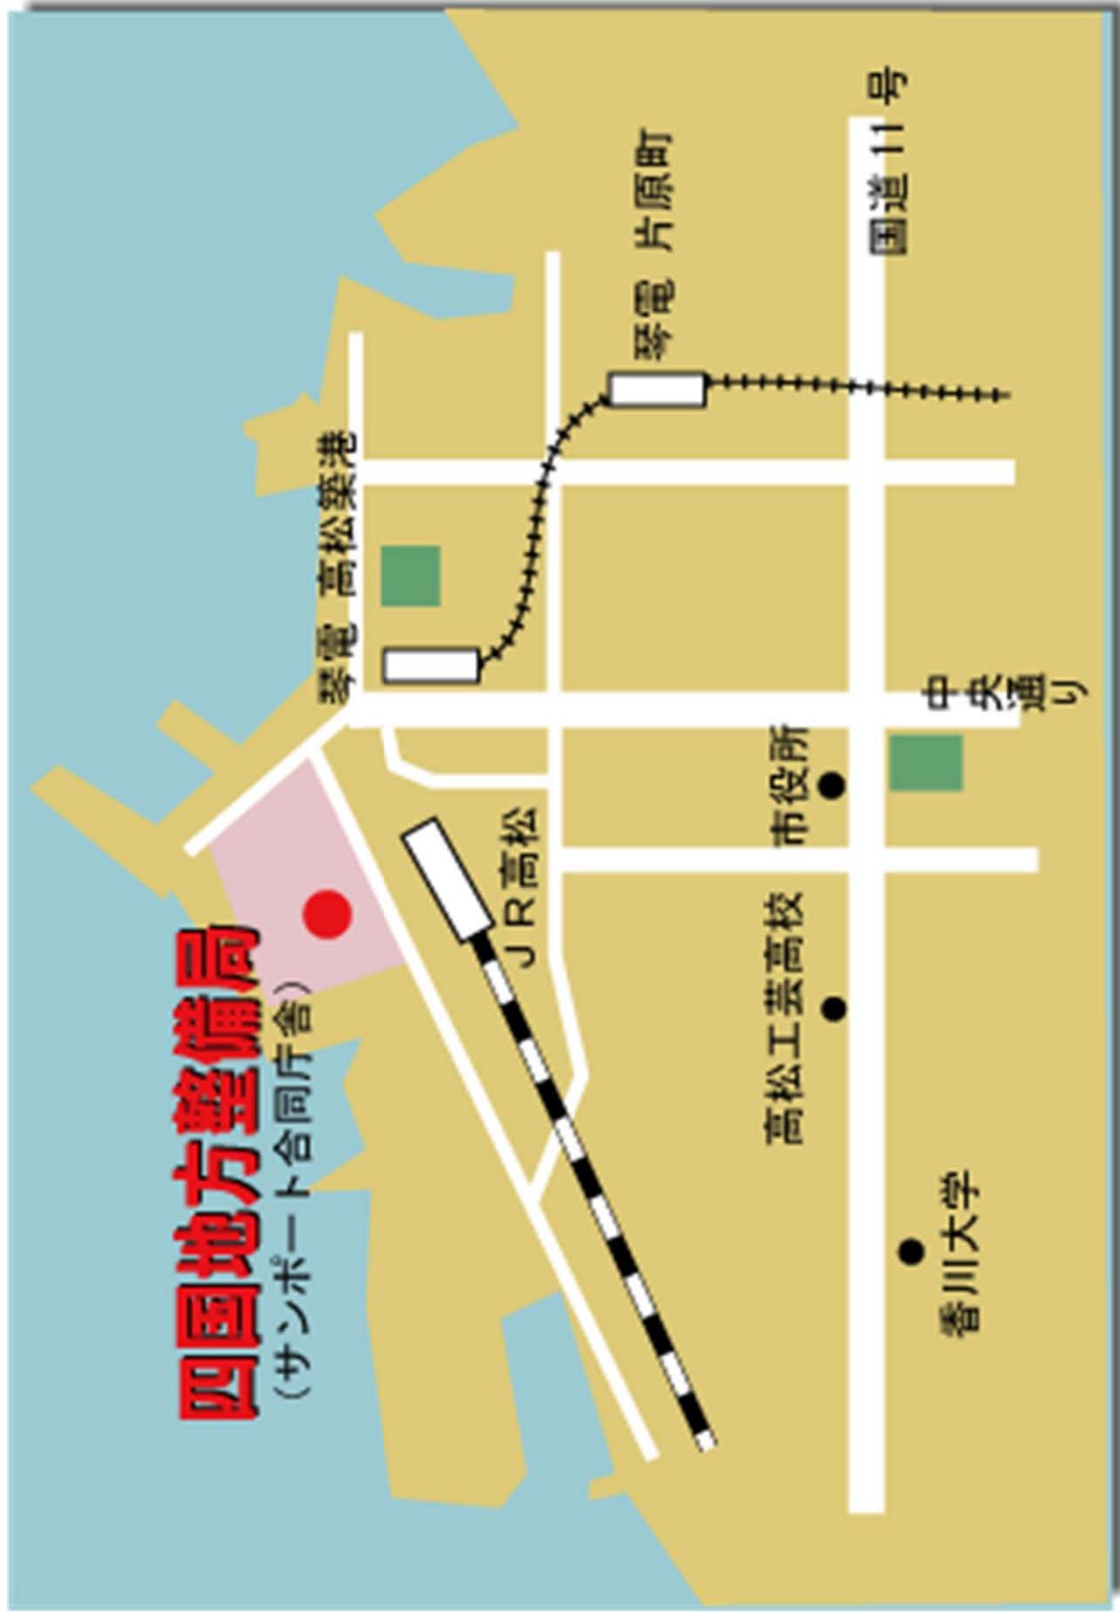 四国地方整備局
（サンポート合同庁舎）
琴電 高松築港
琴電 片原町
JR高松
高松工芸高校
市役所
国道11号
香川大学
中央通り